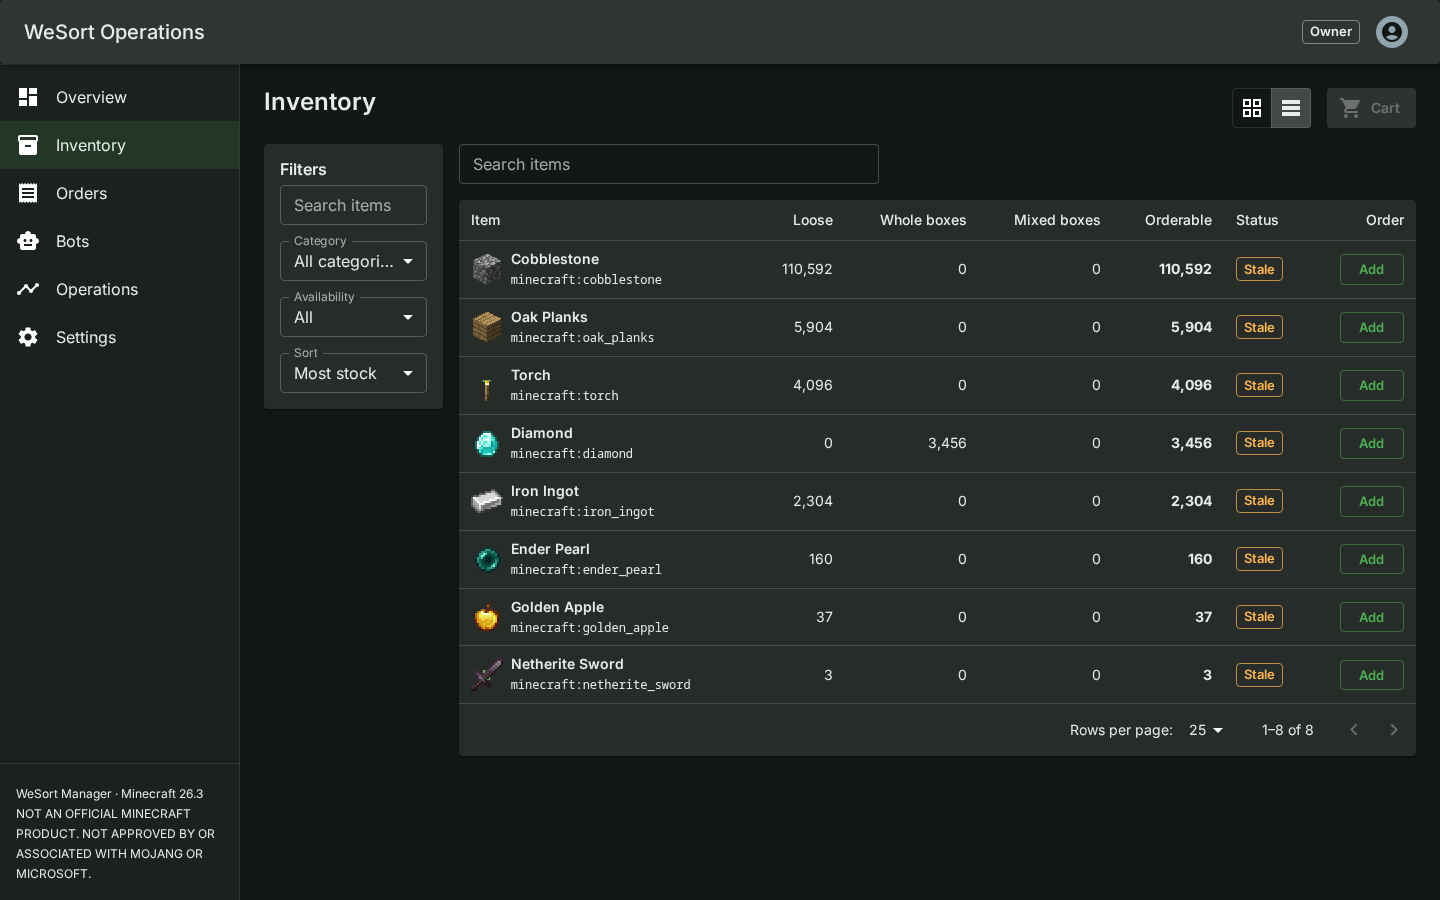 WeSort Operations
Owner
Overview
Inventory
Orders
Bots
Operations
Settings
WeSort Manager · Minecraft 26.3
NOT AN OFFICIAL MINECRAFT
PRODUCT. NOT APPROVED BY OR
ASSOCIATED WITH MOJANG OR
MICROSOFT.
Inventory
Cart
Filters
Search items
Category
All categori...
Availability
All
Sort
Most stock
Search items
Item Loose Whole boxes Mixed boxes Orderable Status Order
Cobblestone
minecraft:cobblestone
110,592 0 0 110,592 Stale Add
Oak Planks
minecraft:oak_planks
5,904 0 0 5,904 Stale Add
Torch
minecraft:torch
4,096 0 0 4,096 Stale Add
Diamond
minecraft:diamond
0 3,456 0 3,456 Stale Add
Iron Ingot
minecraft:iron_ingot
2,304 0 0 2,304 Stale Add
Ender Pearl
minecraft:ender_pearl
160 0 0 160 Stale Add
Golden Apple
minecraft:golden_apple
37 0 0 37 Stale Add
Netherite Sword
minecraft:netherite_sword
3 0 0 3 Stale Add
Rows per page: 25 1–8 of 8